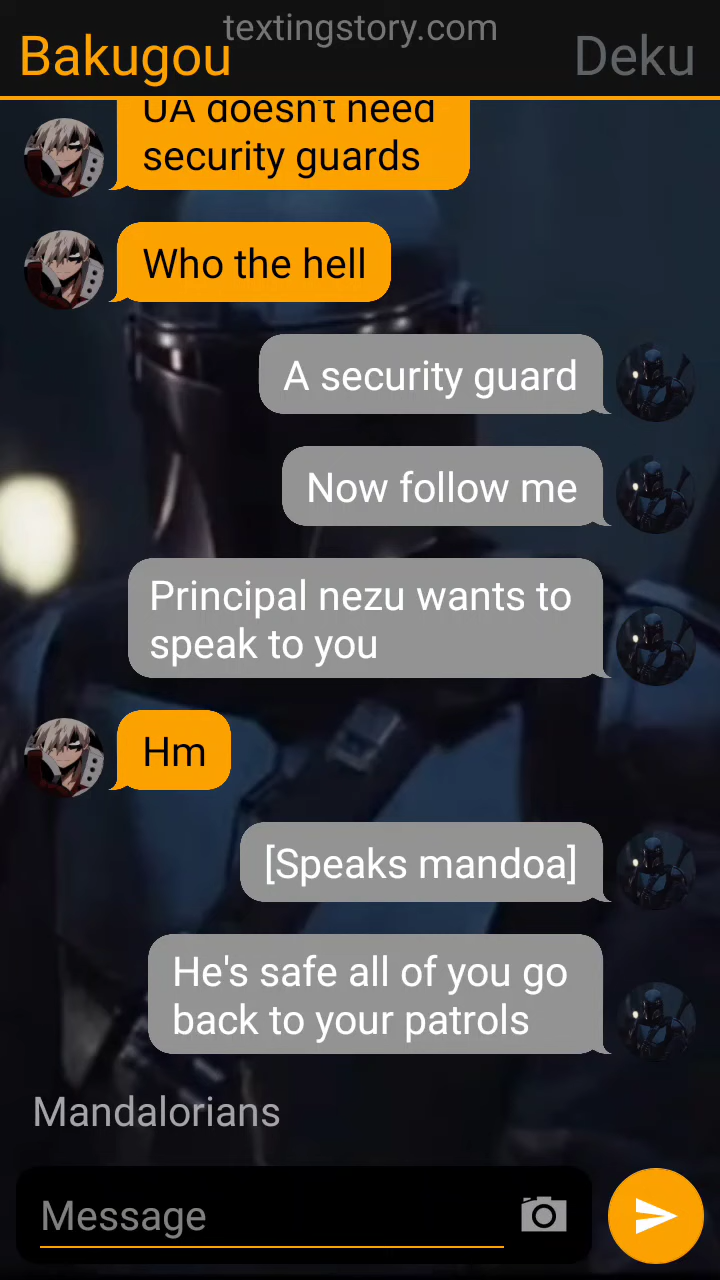 textingstory.com
Bakugou
Deku
UA doesn't need
security guards
Who the hell
A security guard
Now follow me
Principal nezu wants to
speak to you
Hm
[Speaks mandoa]
He's safe all of you go
back to your patrols
Mandalorians
Message